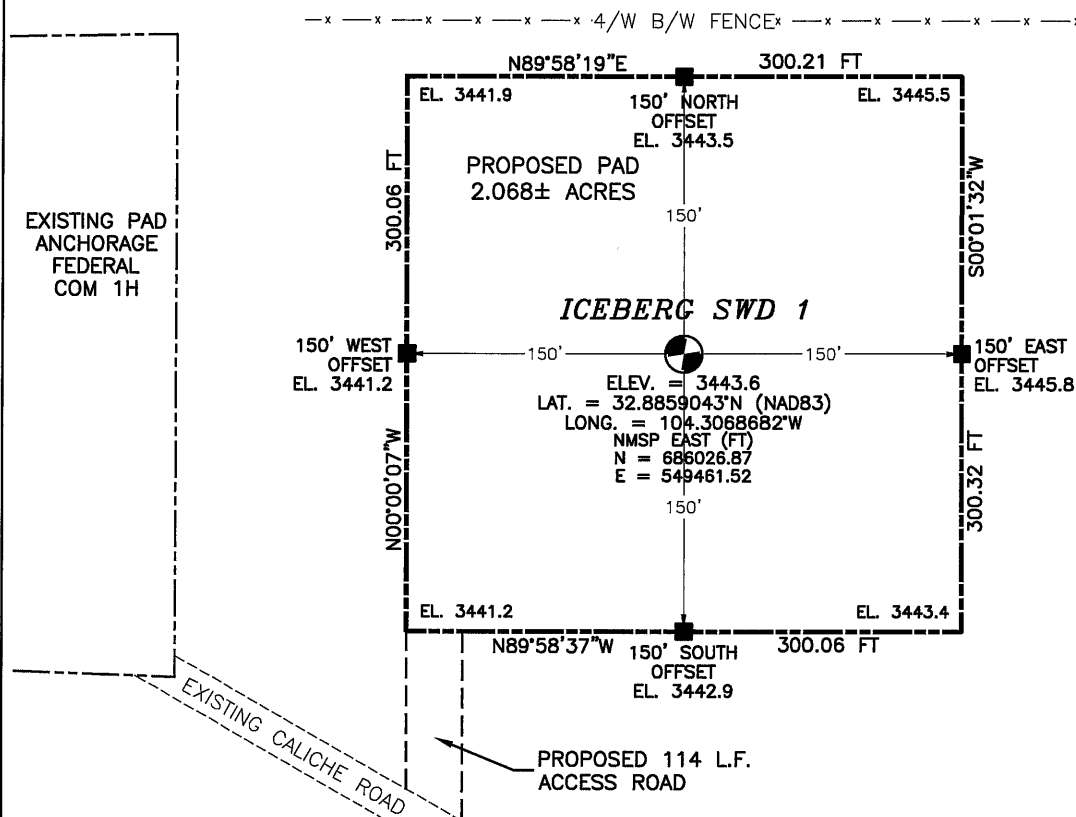 4/W B/W FENCE
N89°58'19"E
300.21 FT
EL. 3441.9
150' NORTH
OFFSET
EL. 3443.5
EL. 3445.5
300.06 FT
PROPOSED PAD
2.068± ACRES
S00°01'32"W
EXISTING PAD
ANCHORAGE
FEDERAL
COM 1H
150'
ICEBERG SWD 1
150' WEST
OFFSET
EL. 3441.2
150'
150'
150' EAST
OFFSET
EL. 3445.8
ELEV. = 3443.6
LAT. = 32.8859043°N (NAD83)
LONG. = 104.3068682°W
NMSP EAST (FT)
N = 686026.87
E = 549461.52
N00°00'07"W
300.32 FT
150'
EL. 3441.2
EL. 3443.4
N89°58'37"W
150' SOUTH
OFFSET
EL. 3442.9
300.06 FT
EXISTING CALICHE ROAD
PROPOSED 114 L.F.
ACCESS ROAD